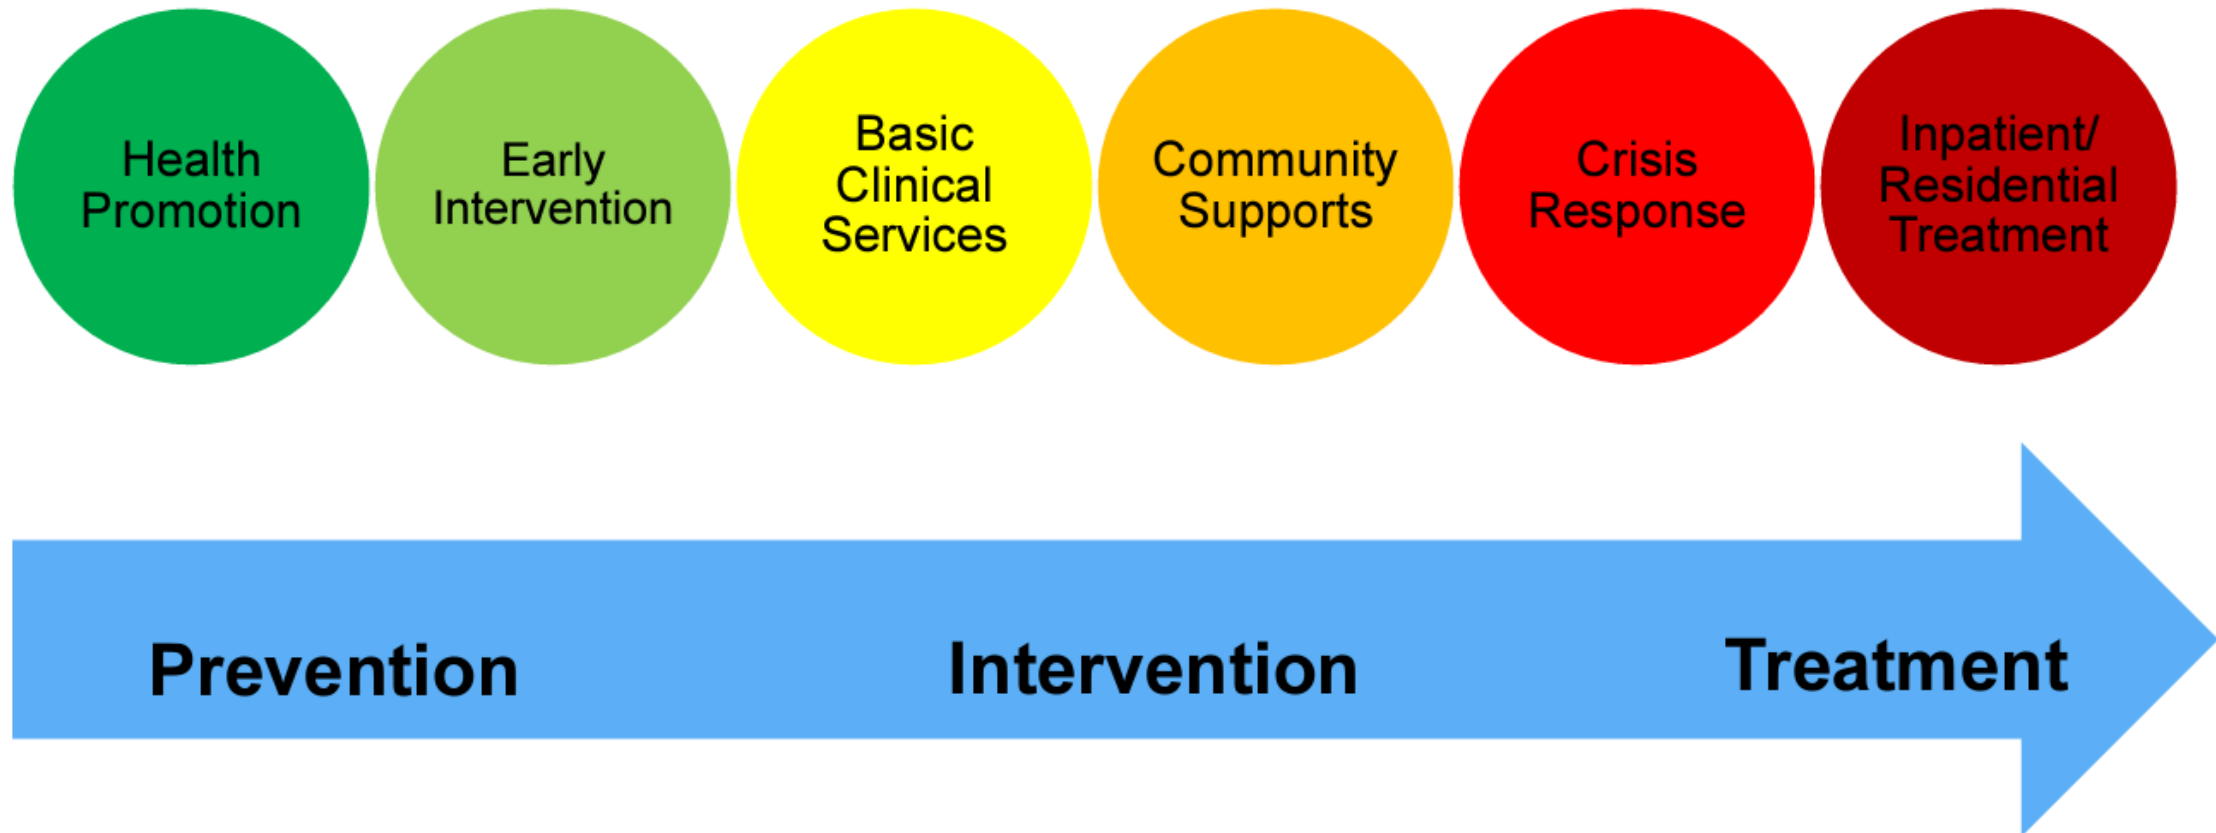 Health
Promotion
Early
Intervention
Basic
Clinical
Services
Community
Supports
Crisis
Response
Inpatient/
Residential
Treatment
Prevention
Intervention
Treatment